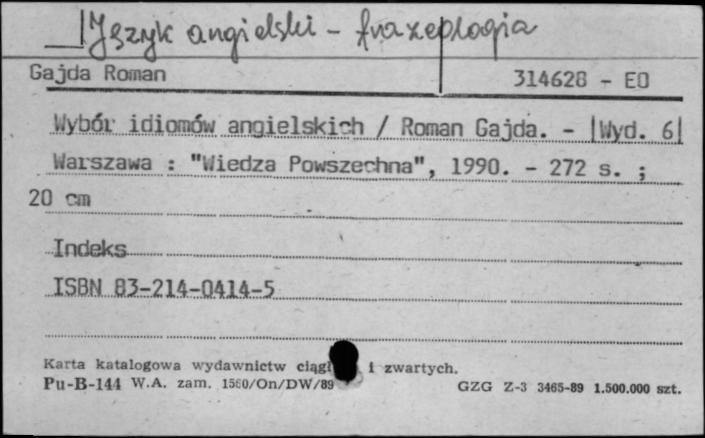 Język angielski - frazeologia
Gajda Roman 314628 - EO
Wybór idiomów angielskich / Roman Gajda. - |Wyd. 6|
Warszawa : "Wiedza Powszechna", 1990. - 272 s. ;
20 cm
Indeks
ISBN 83-214-0414-5
Karta katalogowa wydawnictw ciągł i zwartych.
Pu-B-144 W.A. zam. 1560/On/DW/89 GZG Z-3 3465-89 1.500.000 szt.